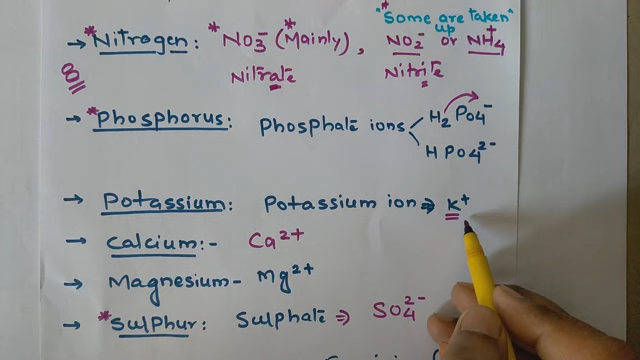 "Some are taken up"
→ *Nitrogen: *NO3⁻ (*Mainly), NO2⁻ or NH4⁺
Nitrate Nitrite
→ *Phosphorus: Phosphate ions H2PO4⁻
HPO4²⁻
→ Potassium: Potassium ion ⇒ K⁺
→ Calcium:- Ca²⁺
→ Magnesium- Mg²⁺
→ *Sulphur: Sulphate ⇒ SO4²⁻